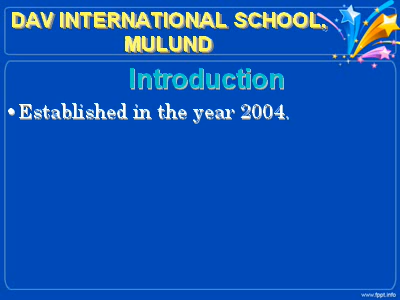 DAV INTERNATIONAL SCHOOL,
MULUND
Introduction
•Established in the year 2004.
www.fppt.info